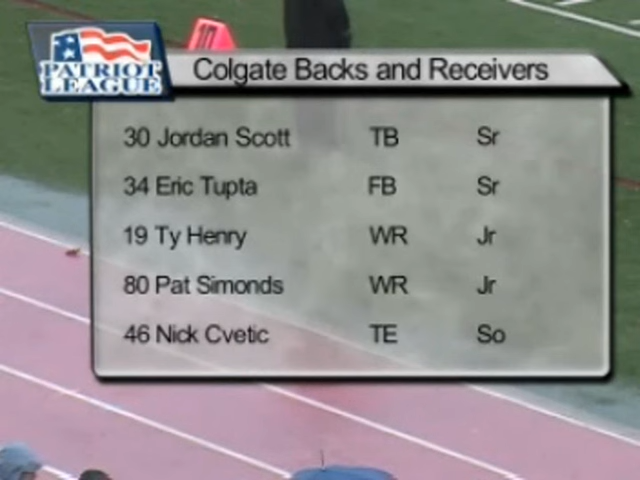 10
PATRIOT
LEAGUE
Colgate Backs and Receivers
30 Jordan Scott TB Sr
34 Eric Tupta FB Sr
19 Ty Henry WR Jr
80 Pat Simonds WR Jr
46 Nick Cvetic TE So